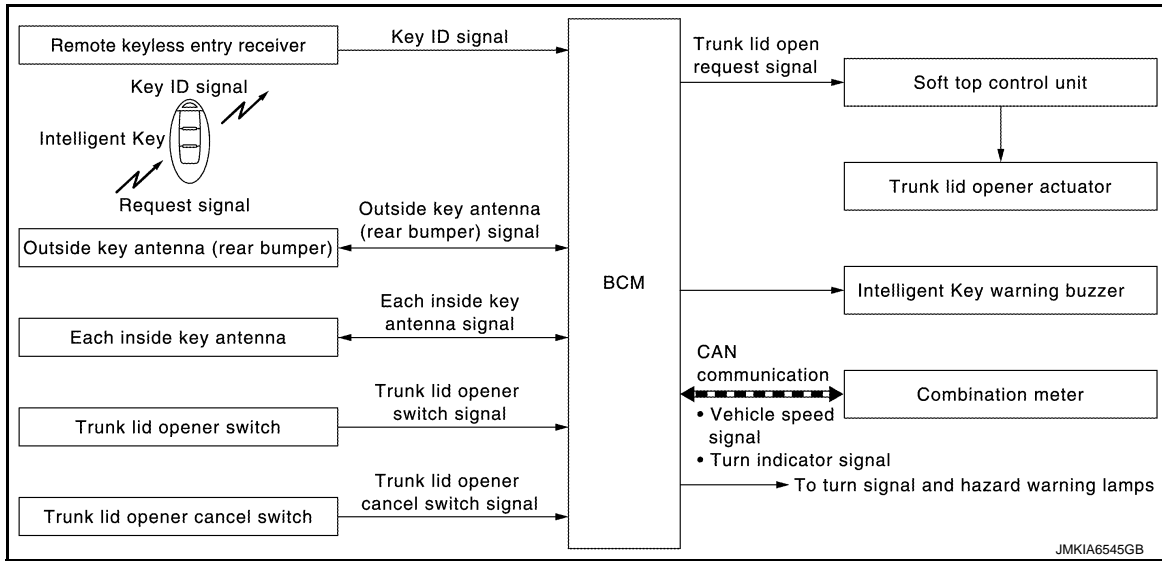 Remote keyless entry receiver
Key ID signal
Key ID signal
Intelligent Key
Request signal
Outside key antenna
(rear bumper) signal
Outside key antenna (rear bumper)
Each inside key
antenna signal
Each inside key antenna
Trunk lid opener
switch signal
Trunk lid opener switch
Trunk lid opener
cancel switch signal
Trunk lid opener cancel switch
BCM
Trunk lid open
request signal
Soft top control unit
Trunk lid opener actuator
Intelligent Key warning buzzer
CAN
communication
Combination meter
• Vehicle speed
signal
• Turn indicator signal
To turn signal and hazard warning lamps
JMKIA6545GB